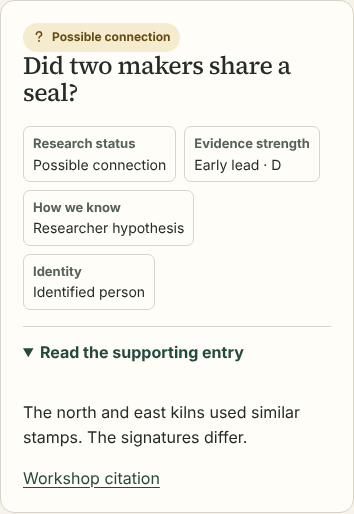 ? Possible connection
Did two makers share a
seal?
Research status
Possible connection
Evidence strength
Early lead · D
How we know
Researcher hypothesis
Identity
Identified person
▼ Read the supporting entry
The north and east kilns used similar
stamps. The signatures differ.
Workshop citation